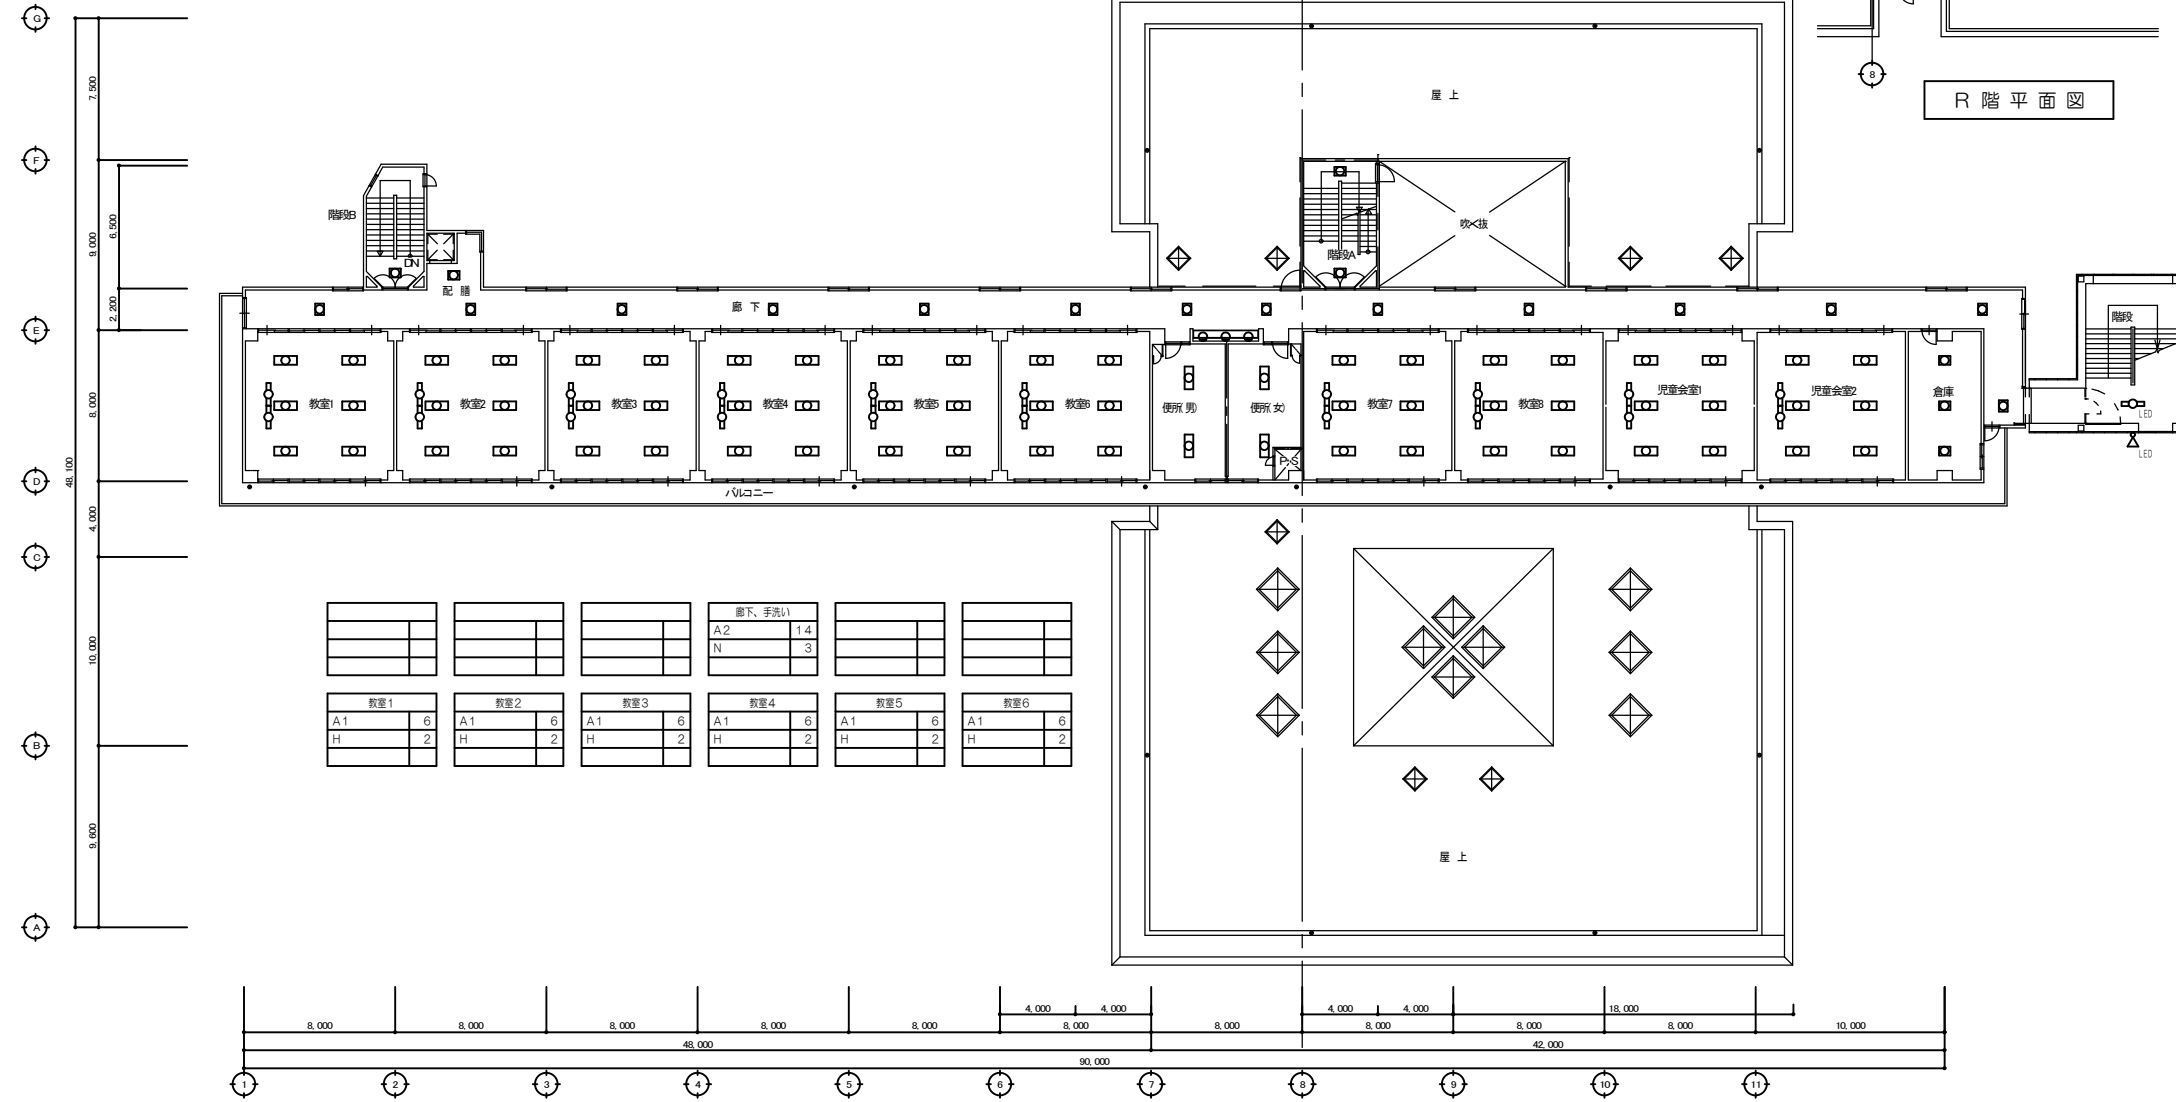 G
8
7,500
屋 上
R 階 平 面 図
F
階段B
6,500
9,000
吹 抜
階段A
DN
配 膳
2,200
廊 下
階段
E
教室1
教室2
教室3
教室4
教室5
教室6
便所(男)
便所(女)
教室7
教室8
児童会室1
児童会室2
倉庫
LED
LED
8,000
P S
48,100
D
バルコニー
4,000
C
廊下、手洗い
A2 14
N 3
10,000
教室1
A1 6
H 2
教室2
A1 6
H 2
教室3
A1 6
H 2
教室4
A1 6
H 2
教室5
A1 6
H 2
教室6
A1 6
H 2
B
9,600
屋 上
A
4,000 4,000 4,000 4,000 18,000
8,000 8,000 8,000 8,000 8,000 8,000 8,000 8,000 8,000 8,000 10,000
48,000 42,000
90,000
1 2 3 4 5 6 7 8 9 10 11